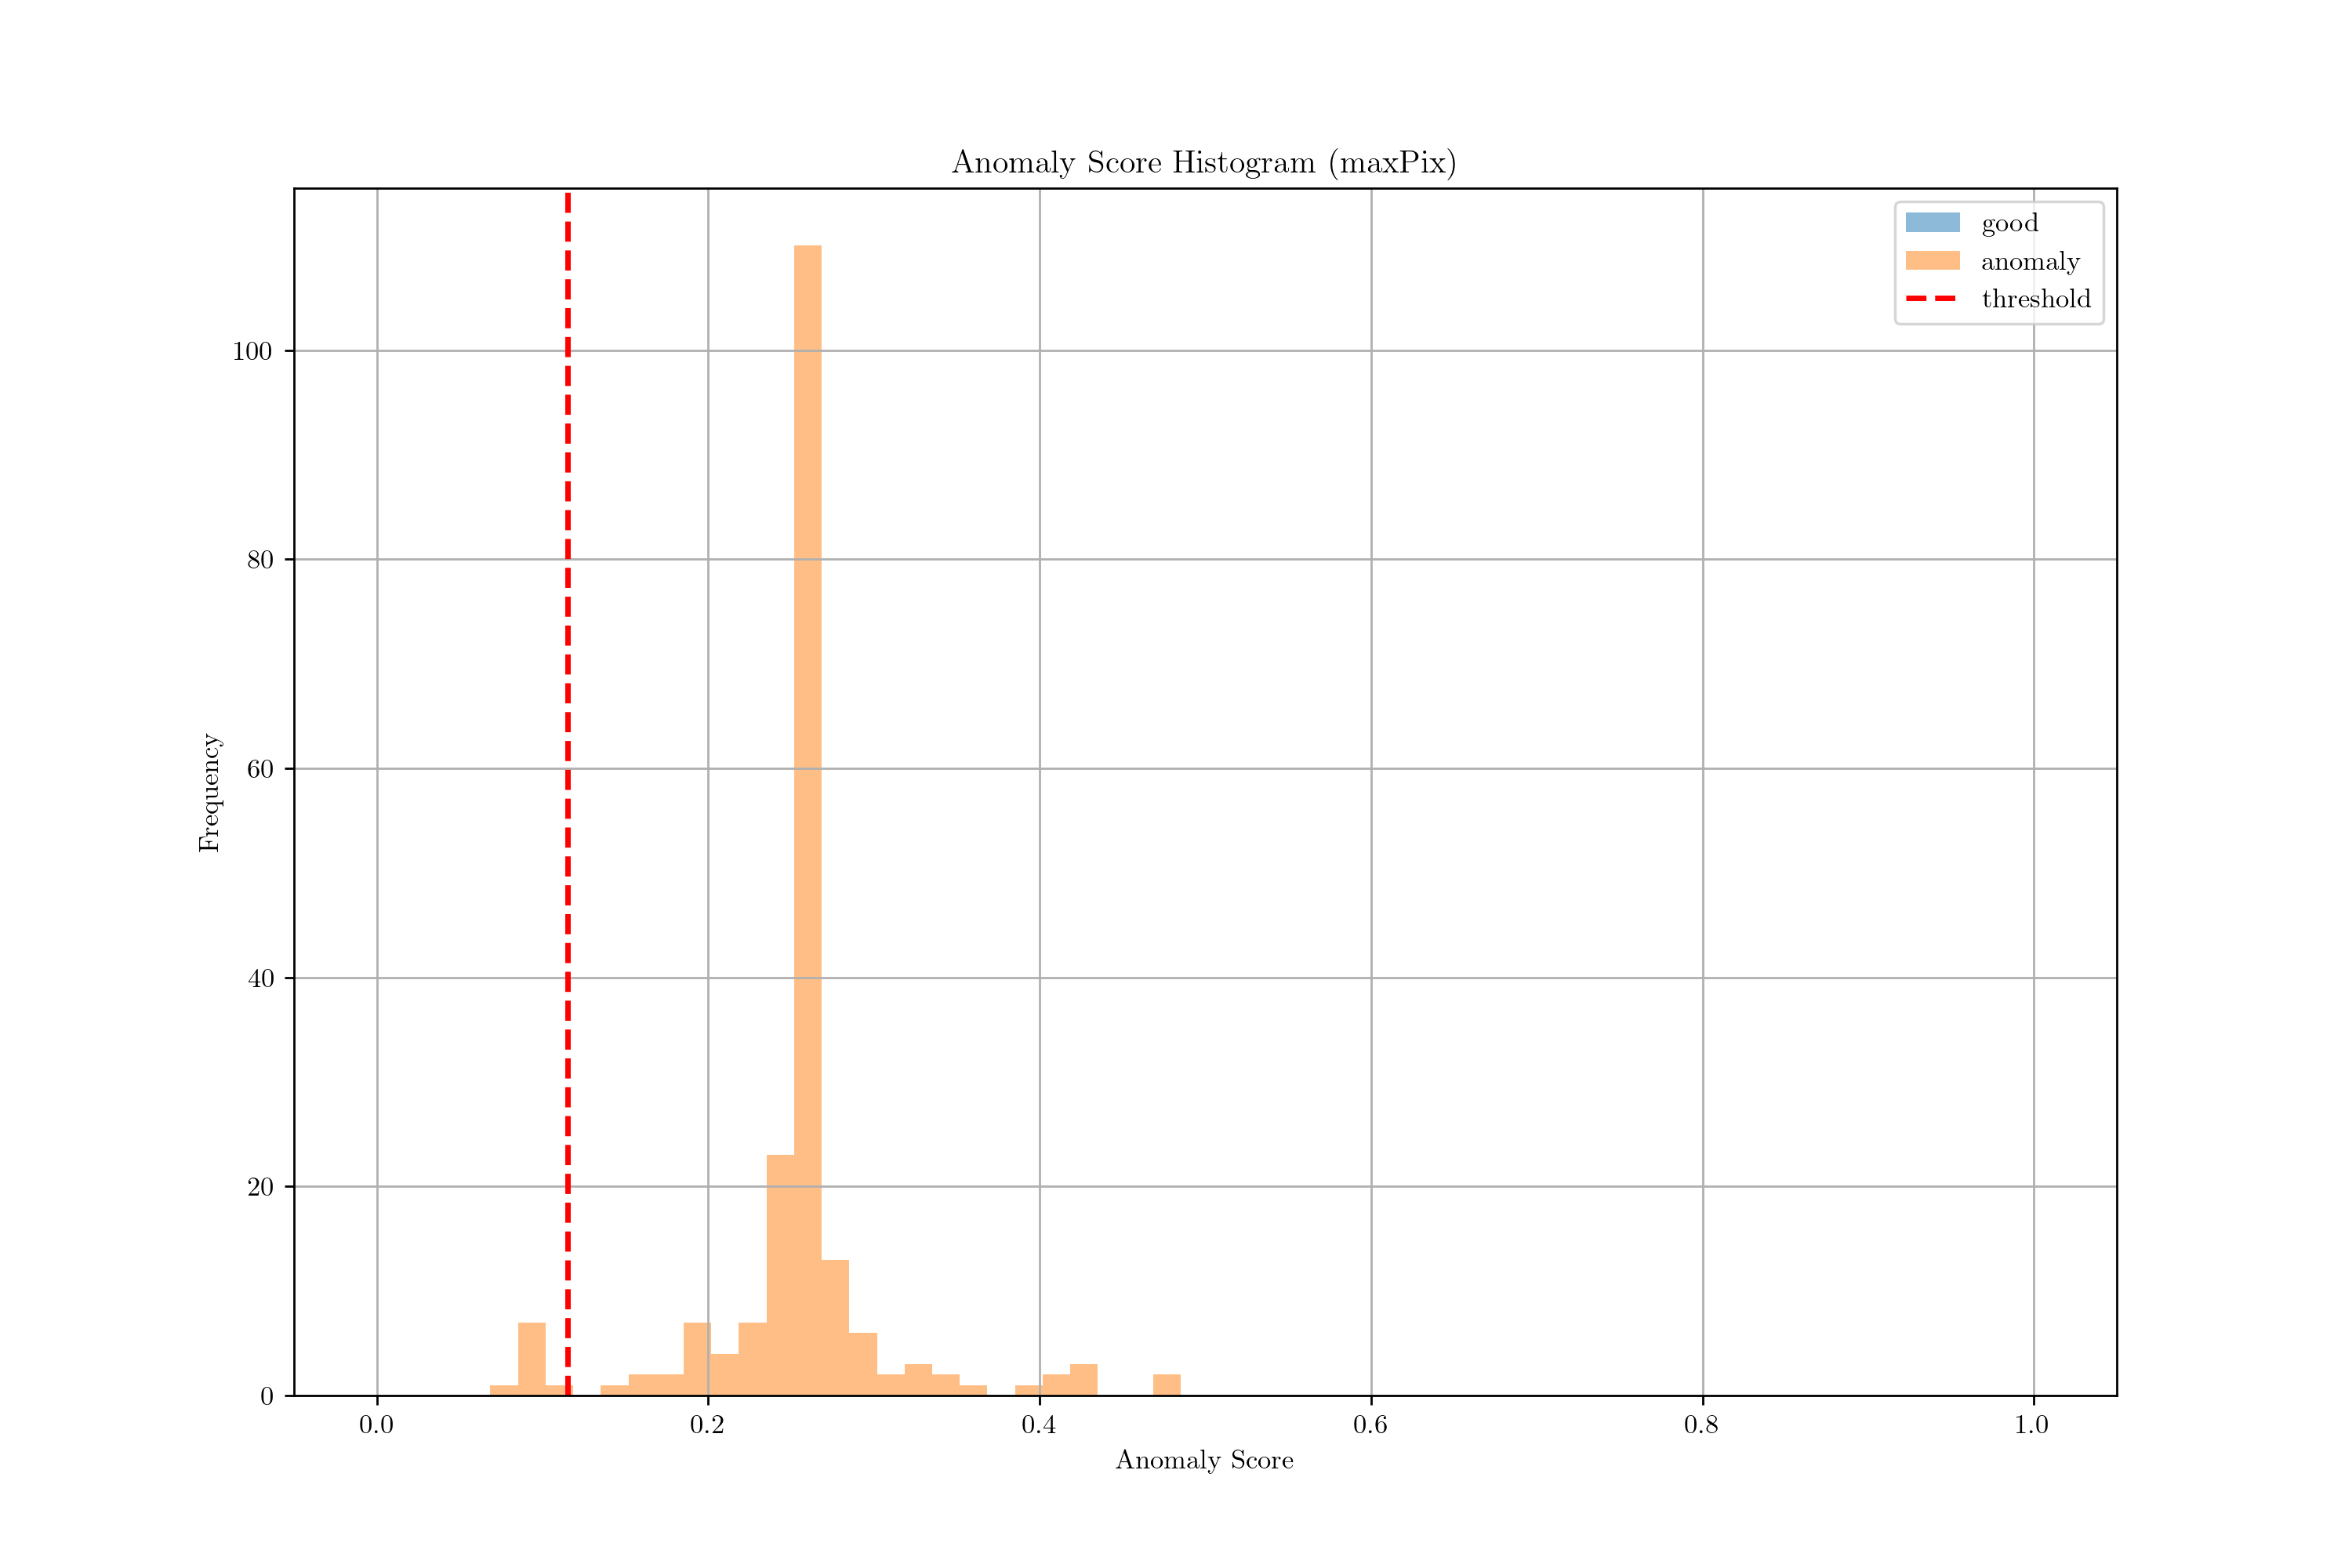 Anomaly Score Histogram (maxPix)
good
anomaly
threshold
100
80
60
40
20
0
Frequency
0.0 0.2 0.4 0.6 0.8 1.0
Anomaly Score